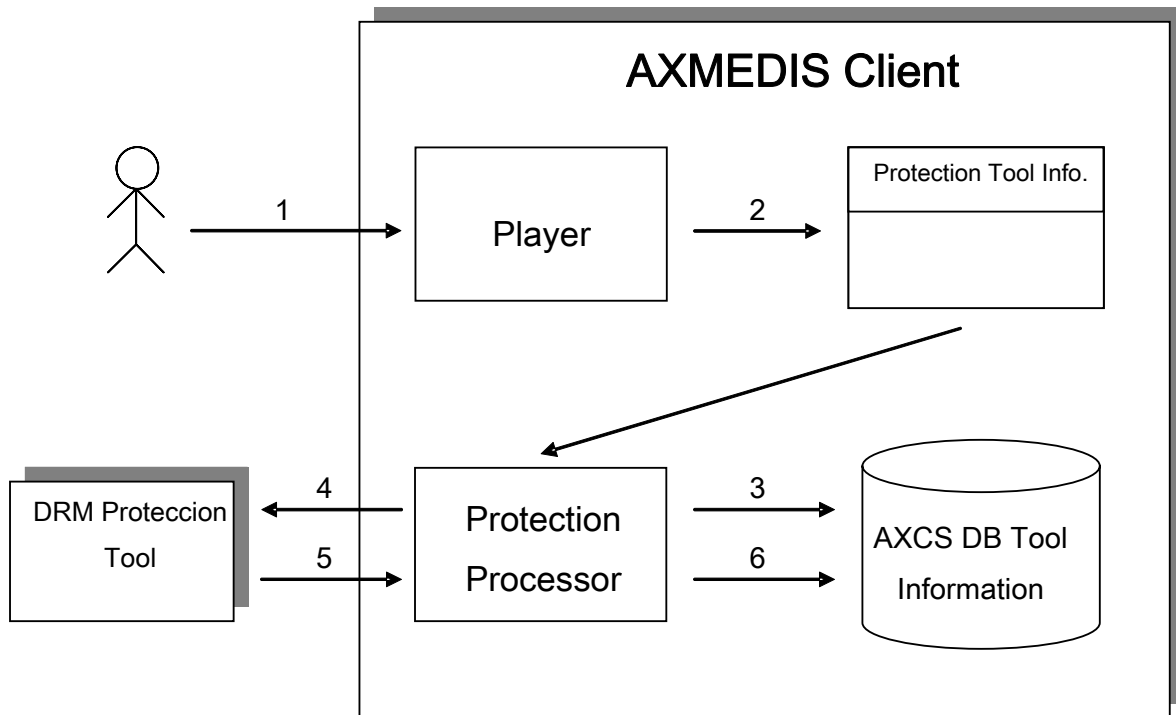 AXMEDIS Client
Protection Tool Info.
1
Player
2
DRM Proteccion
Tool
4
5
Protection
Processor
3
6
AXCS DB Tool
Information